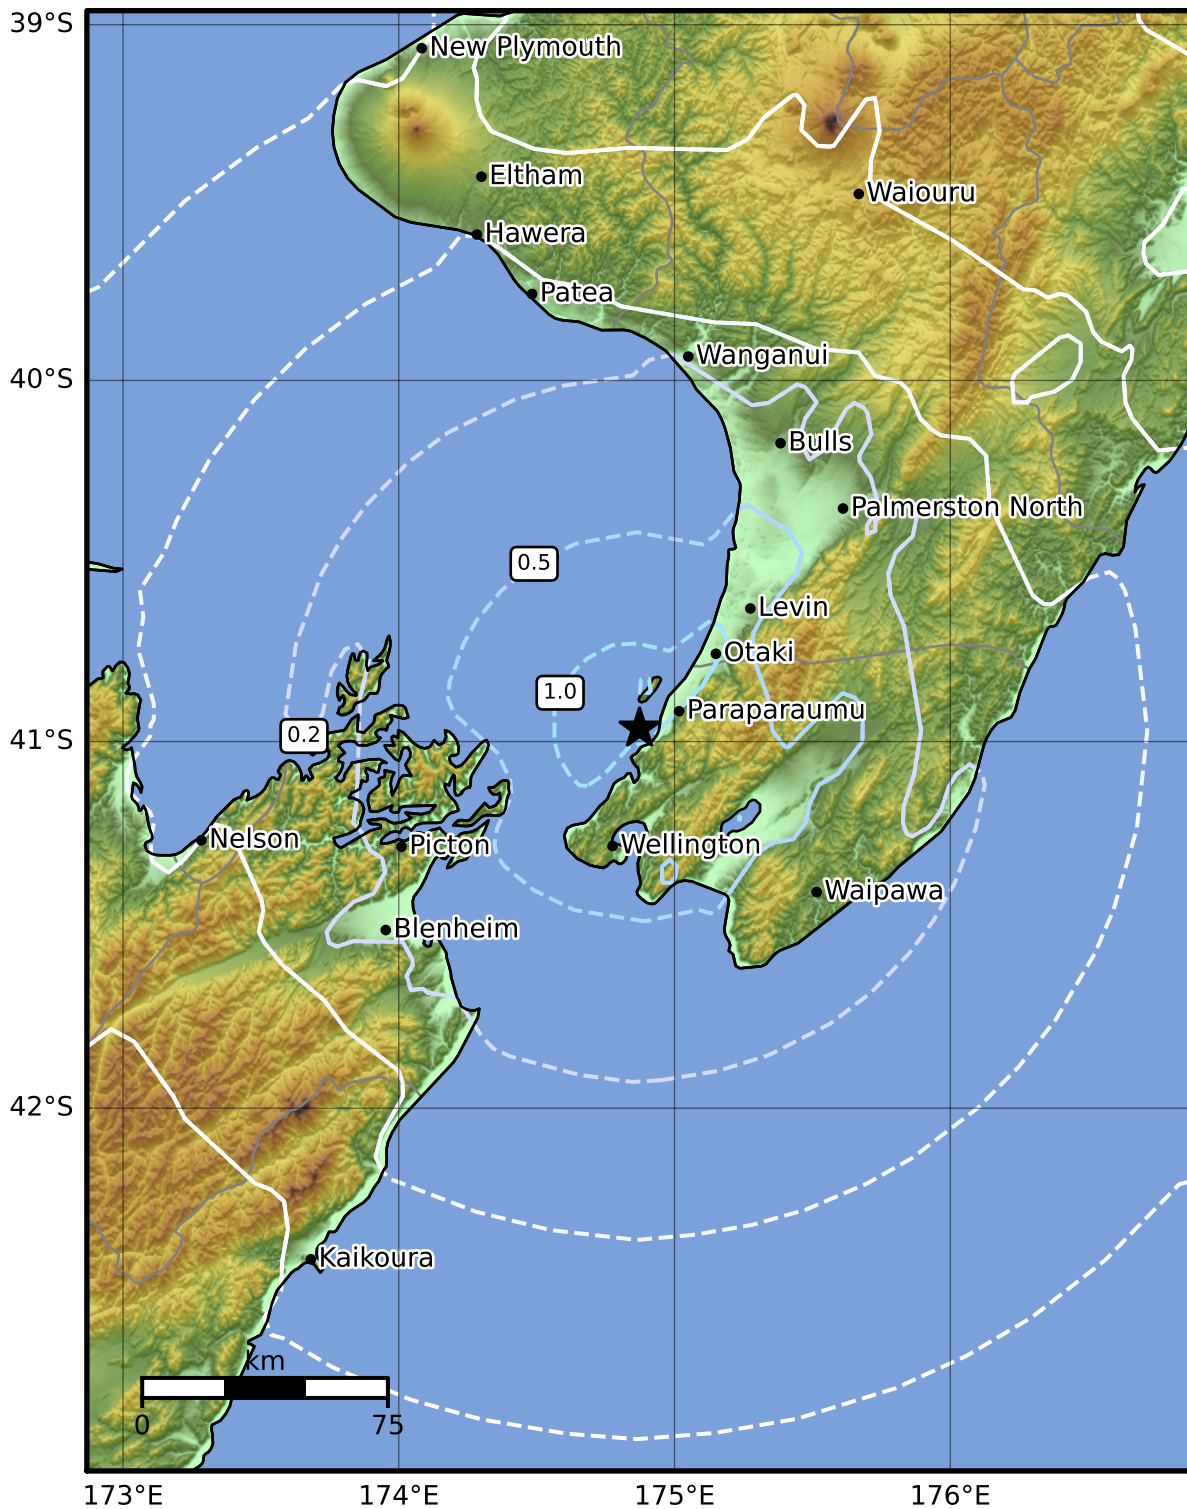 39°S
New Plymouth
Eltham
Waiouru
Hawera
Patea
Wanganui
40°S
Bulls
Palmerston North
0.5
Levin
Otaki
1.0
Paraparaumu
0.2
41°S
Nelson
Picton
Wellington
Waipawa
Blenheim
42°S
Kaikoura
km
0 75
173°E 174°E 175°E 176°E